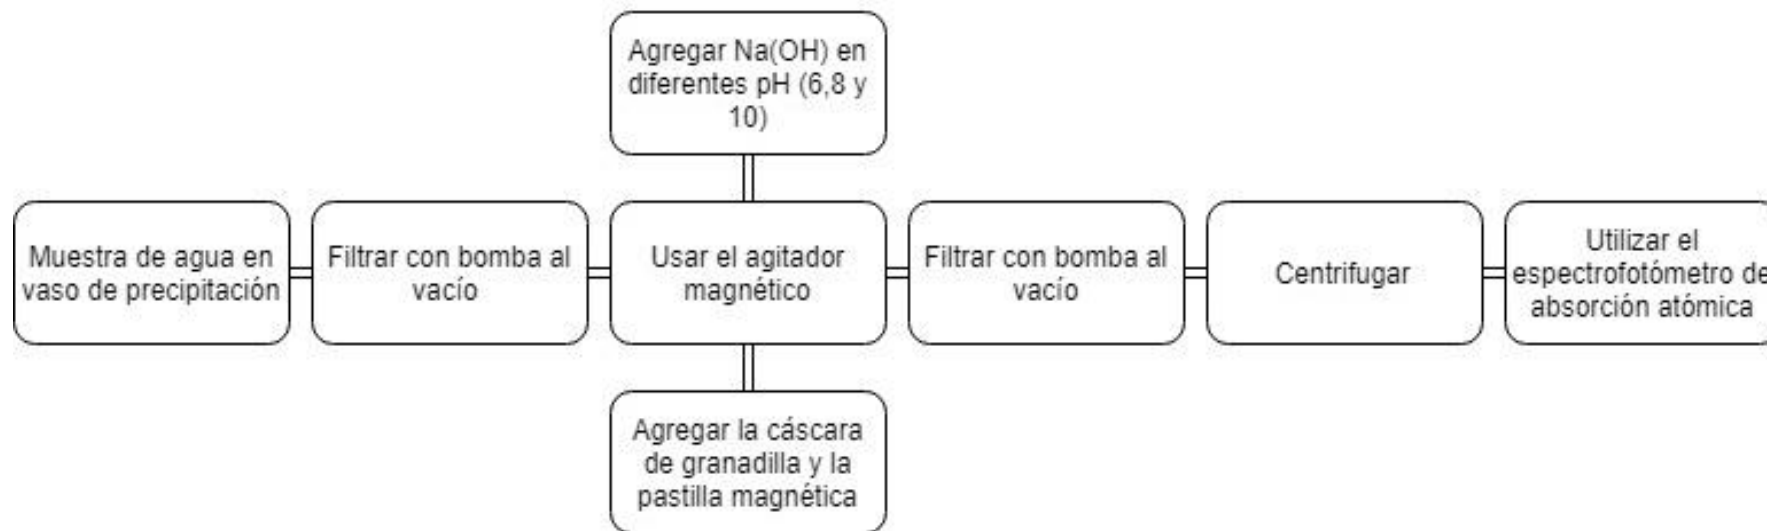 Agregar Na(OH) en
diferentes pH (6,8 y
10)
Muestra de agua en
vaso de precipitación
Filtrar con bomba al
vacío
Usar el agitador
magnético
Filtrar con bomba al
vacío
Centrifugar
Utilizar el
espectrofotómetro de
absorción atómica
Agregar la cáscara
de granadilla y la
pastilla magnética